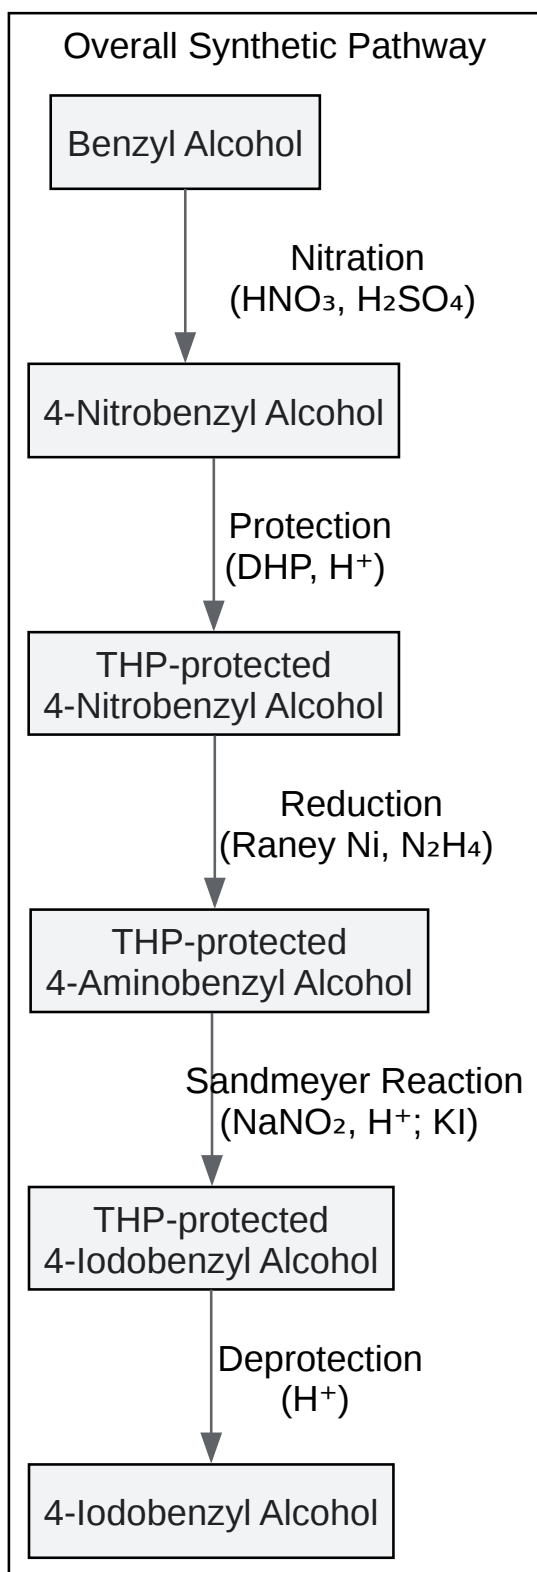 Overall Synthetic Pathway
Benzyl Alcohol
Nitration
(HNO₃, H₂SO₄)
4-Nitrobenzyl Alcohol
Protection
(DHP, H⁺)
THP-protected
4-Nitrobenzyl Alcohol
Reduction
(Raney Ni, N₂H₄)
THP-protected
4-Aminobenzyl Alcohol
Sandmeyer Reaction
(NaNO₂, H⁺; KI)
THP-protected
4-Iodobenzyl Alcohol
Deprotection
(H⁺)
4-Iodobenzyl Alcohol